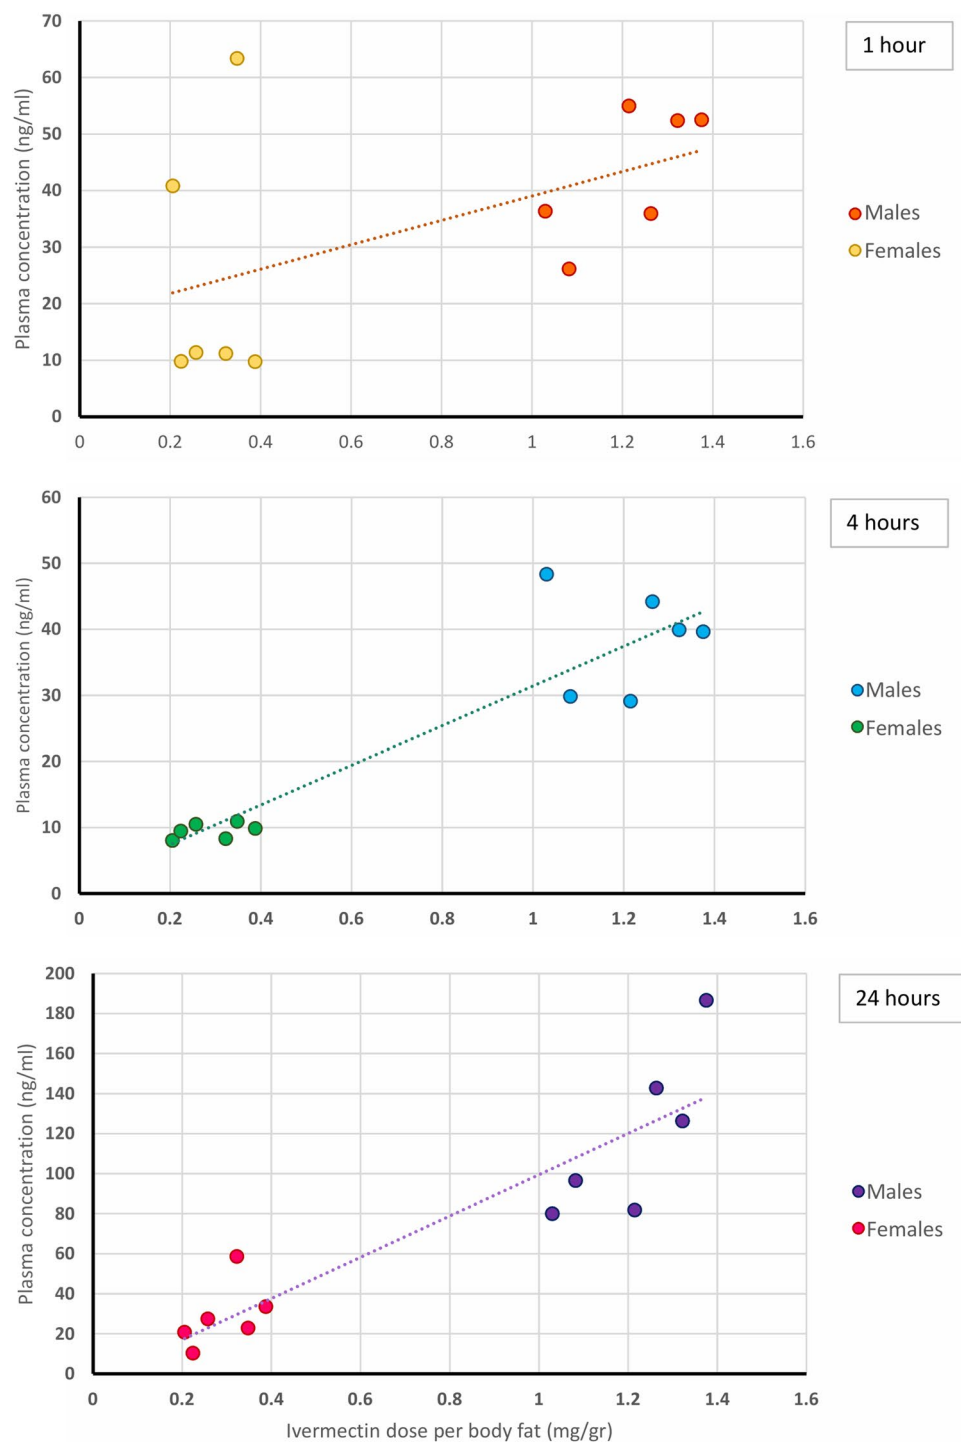 70
1 hour
60
50
40
30
20
10
0
Plasma concentration (ng/ml)
Males
Females
0 0.2 0.4 0.6 0.8 1 1.2 1.4 1.6
60
4 hours
50
40
30
20
10
0
Plasma concentration (ng/ml)
Males
Females
0 0.2 0.4 0.6 0.8 1 1.2 1.4 1.6
200
24 hours
180
160
140
120
100
80
60
40
20
0
Plasma concentration (ng/ml)
Males
Females
0 0.2 0.4 0.6 0.8 1 1.2 1.4 1.6
Ivermectin dose per body fat (mg/gr)